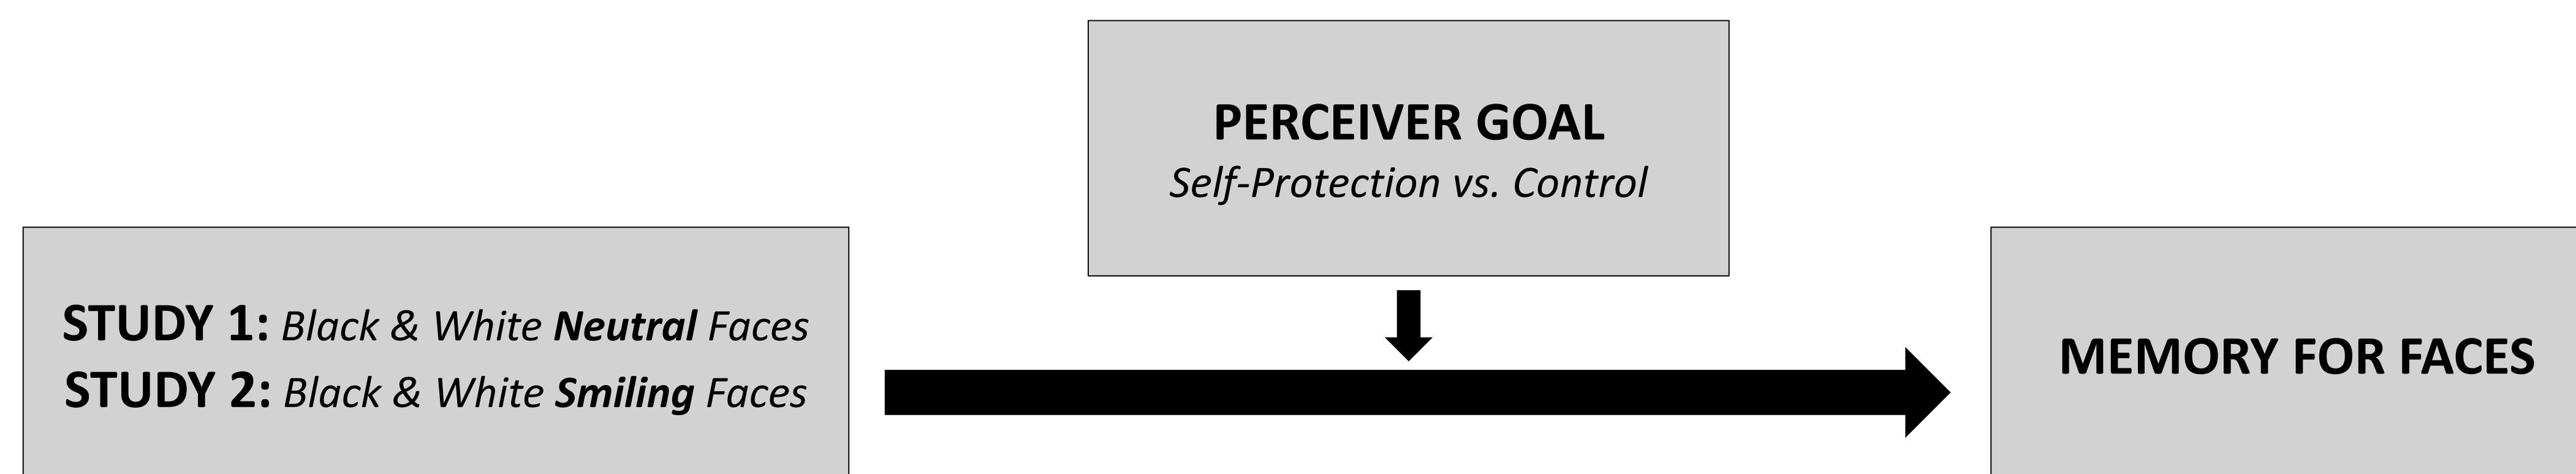 PERCEIVER GOAL
Self-Protection vs. Control
STUDY 1: Black & White Neutral Faces
STUDY 2: Black & White Smiling Faces
MEMORY FOR FACES